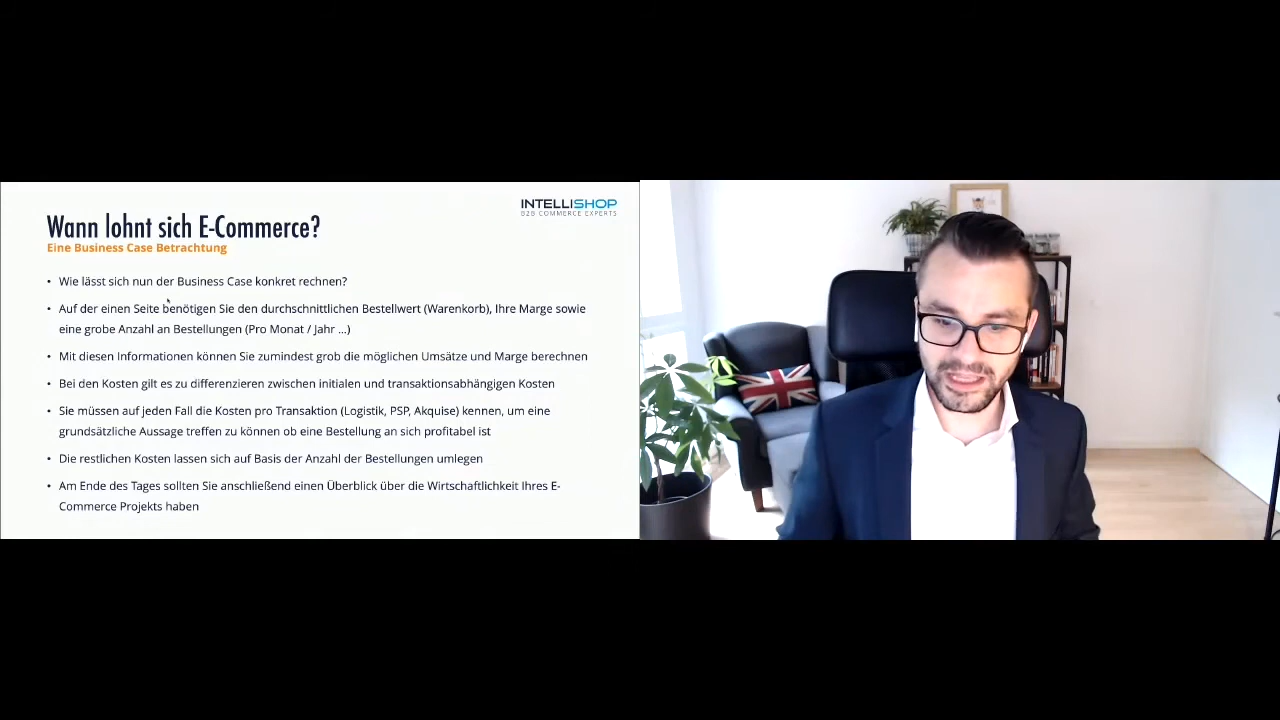 INTELLISHOP
B2B COMMERCE EXPERTS
Wann lohnt sich E-Commerce?
Eine Business Case Betrachtung
• Wie lässt sich nun der Business Case konkret rechnen?
• Auf der einen Seite benötigen Sie den durchschnittlichen Bestellwert (Warenkorb), Ihre Marge sowie
eine grobe Anzahl an Bestellungen (Pro Monat / Jahr ...)
• Mit diesen Informationen können Sie zumindest grob die möglichen Umsätze und Marge berechnen
• Bei den Kosten gilt es zu differenzieren zwischen initialen und transaktionsabhängigen Kosten
• Sie müssen auf jeden Fall die Kosten pro Transaktion (Logistik, PSP, Akquise) kennen, um eine
grundsätzliche Aussage treffen zu können ob eine Bestellung an sich profitabel ist
• Die restlichen Kosten lassen sich auf Basis der Anzahl der Bestellungen umlegen
• Am Ende des Tages sollten Sie anschließend einen Überblick über die Wirtschaftlichkeit Ihres E-
Commerce Projekts haben